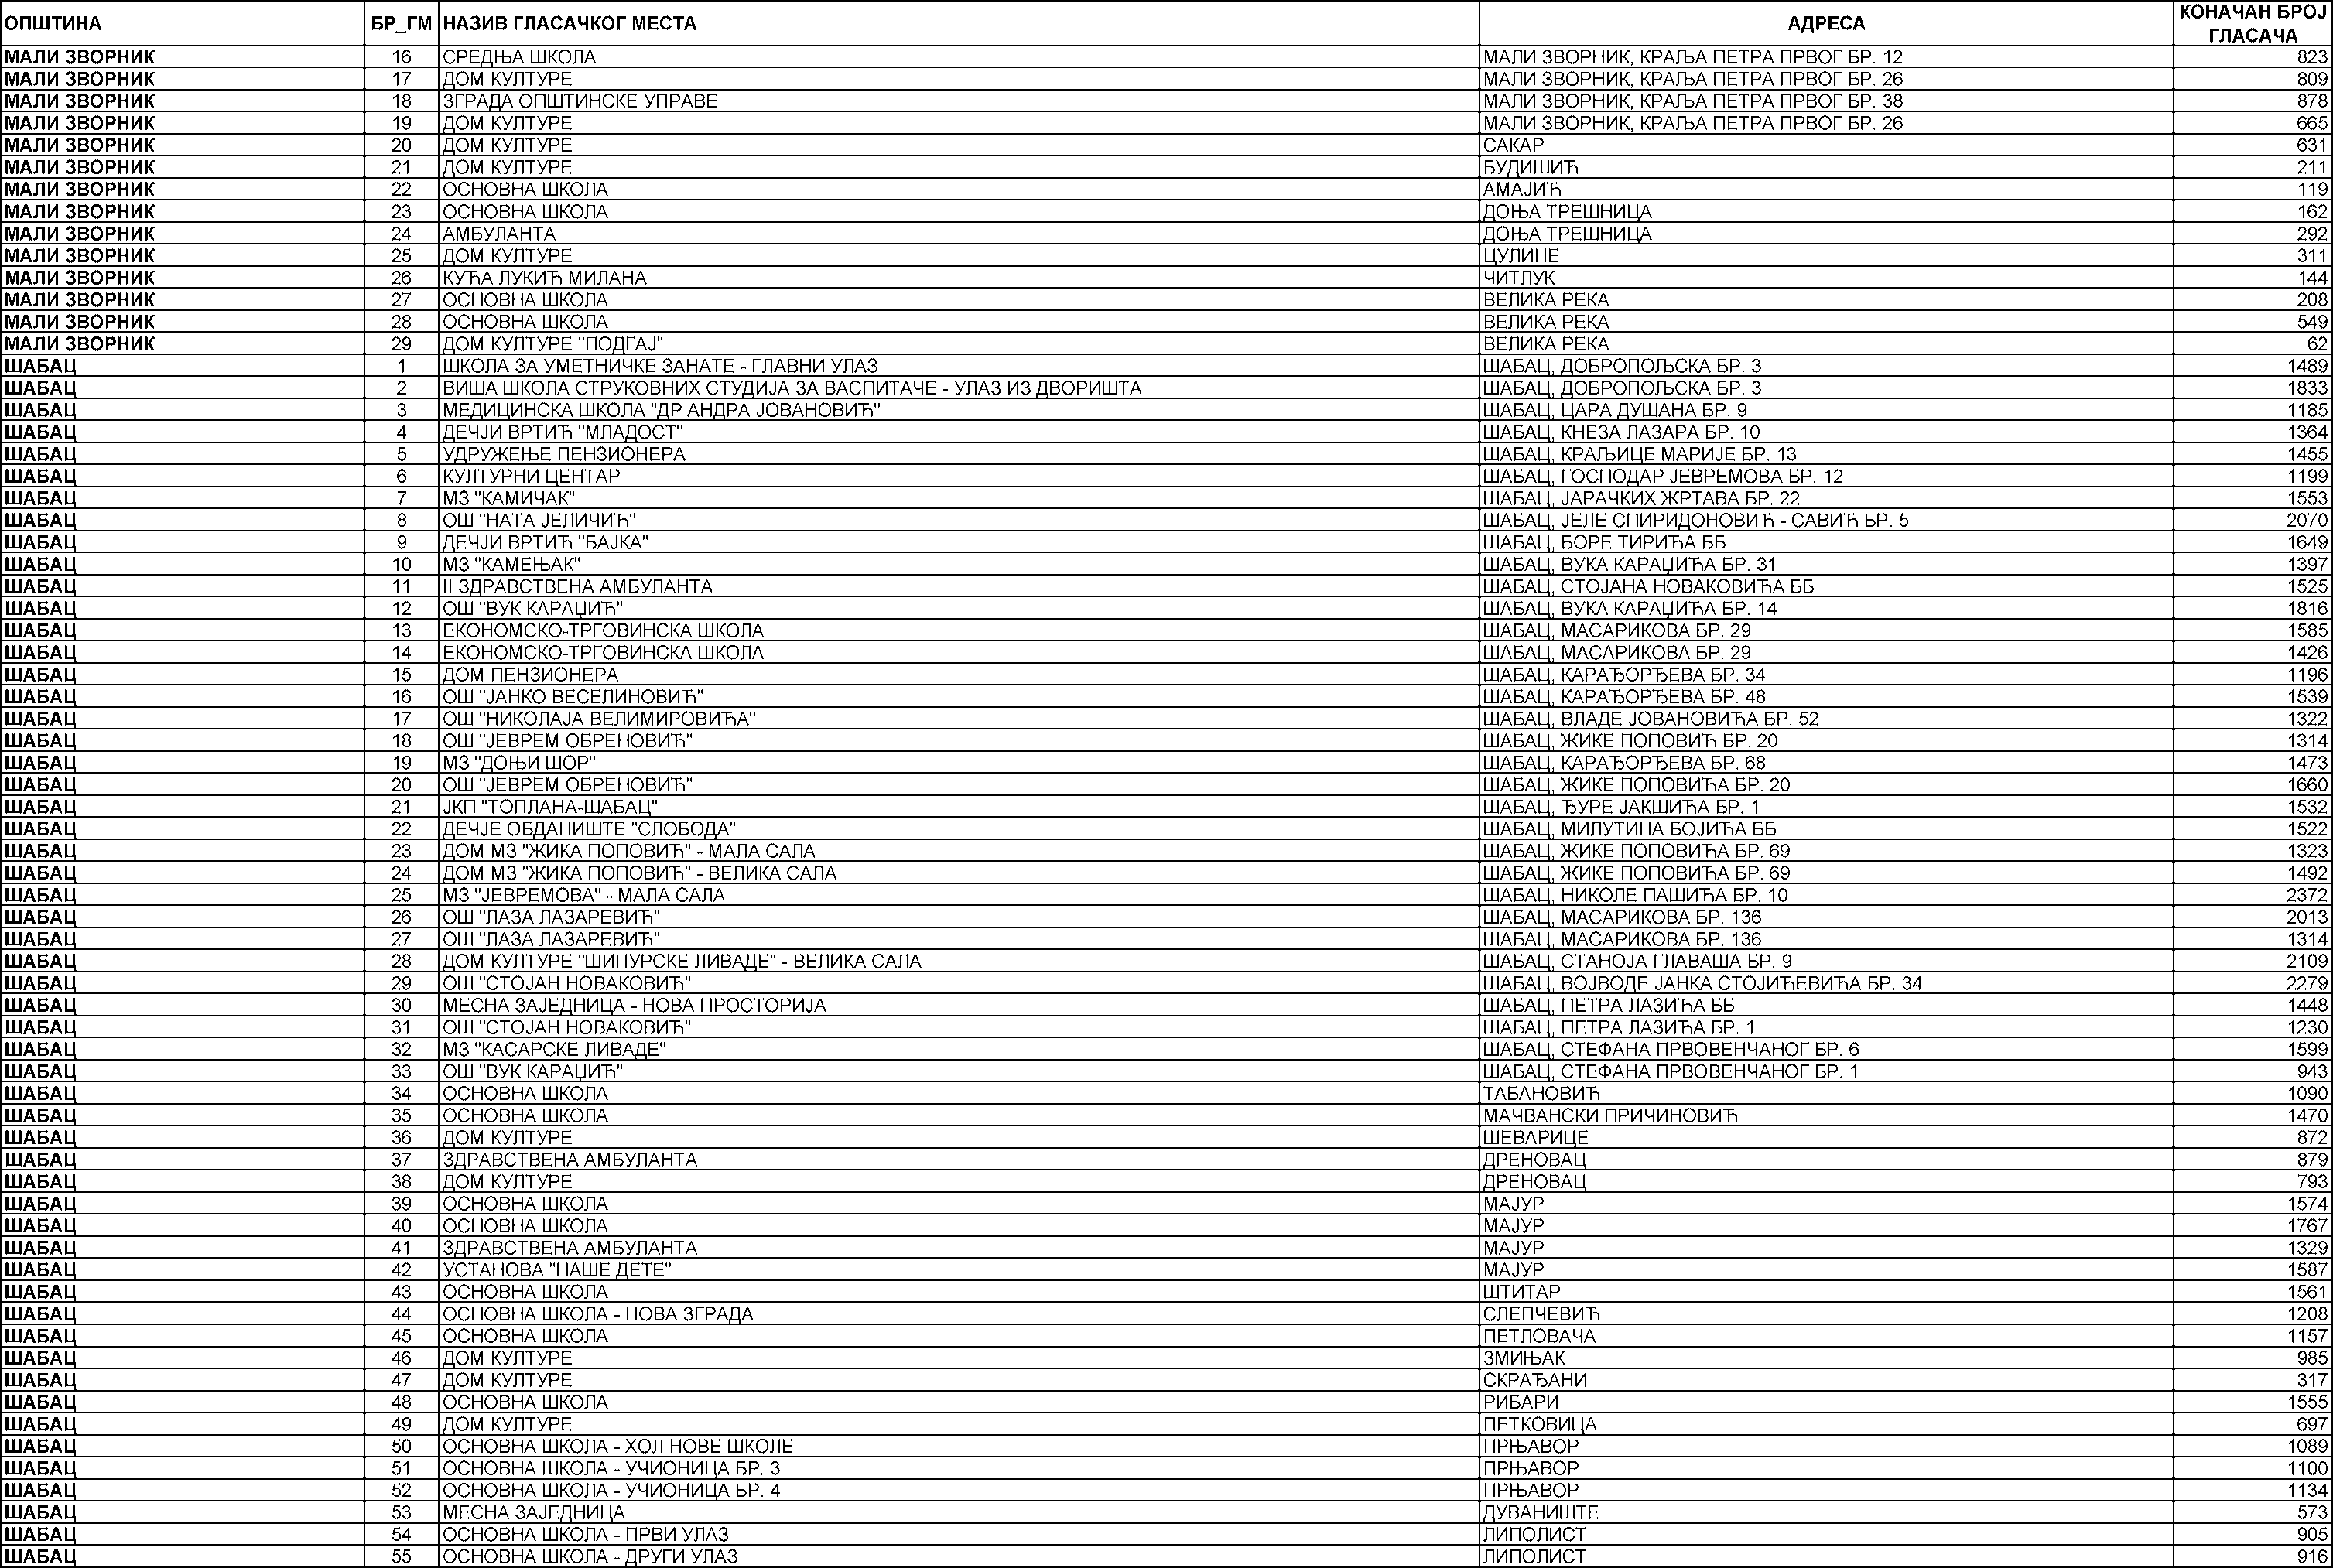 ОПШТИНА БР_ГМ НАЗИВ ГЛАСАЧКОГ МЕСТА АДРЕСА КОНАЧАН БРОЈ ГЛАСАЧА
МАЛИ ЗВОРНИК 16 СРЕДЊА ШКОЛА МАЛИ ЗВОРНИК, КРАЉА ПЕТРА ПРВОГ БР. 12 823
МАЛИ ЗВОРНИК 17 ДОМ КУЛТУРЕ МАЛИ ЗВОРНИК, КРАЉА ПЕТРА ПРВОГ БР. 26 809
МАЛИ ЗВОРНИК 18 ЗГРАДА ОПШТИНСКЕ УПРАВЕ МАЛИ ЗВОРНИК, КРАЉА ПЕТРА ПРВОГ БР. 38 878
МАЛИ ЗВОРНИК 19 ДОМ КУЛТУРЕ МАЛИ ЗВОРНИК, КРАЉА ПЕТРА ПРВОГ БР. 26 665
МАЛИ ЗВОРНИК 20 ДОМ КУЛТУРЕ САКАР 631
МАЛИ ЗВОРНИК 21 ДОМ КУЛТУРЕ БУДИШИЋ 211
МАЛИ ЗВОРНИК 22 ОСНОВНА ШКОЛА АМАЈИЋ 119
МАЛИ ЗВОРНИК 23 ОСНОВНА ШКОЛА ДОЊА ТРЕШНИЦА 162
МАЛИ ЗВОРНИК 24 АМБУЛАНТА ДОЊА ТРЕШНИЦА 292
МАЛИ ЗВОРНИК 25 ДОМ КУЛТУРЕ ЦУЛИНЕ 311
МАЛИ ЗВОРНИК 26 КУЋА ЛУКИЋ МИЛАНА ЧИТЛУК 144
МАЛИ ЗВОРНИК 27 ОСНОВНА ШКОЛА ВЕЛИКА РЕКА 208
МАЛИ ЗВОРНИК 28 ОСНОВНА ШКОЛА ВЕЛИКА РЕКА 549
МАЛИ ЗВОРНИК 29 ДОМ КУЛТУРЕ "ПОДГАЈ" ВЕЛИКА РЕКА 62
ШАБАЦ 1 ШКОЛА ЗА УМЕТНИЧКЕ ЗАНАТЕ - ГЛАВНИ УЛАЗ ШАБАЦ, ДОБРОПОЉСКА БР. 3 1489
ШАБАЦ 2 ВИША ШКОЛА СТРУКОВНИХ СТУДИЈА ЗА ВАСПИТАЧЕ - УЛАЗ ИЗ ДВОРИШТА ШАБАЦ, ДОБРОПОЉСКА БР. 3 1833
ШАБАЦ 3 МЕДИЦИНСКА ШКОЛА "ДР АНДРА ЈОВАНОВИЋ" ШАБАЦ, ЦАРА ДУШАНА БР. 9 1185
ШАБАЦ 4 ДЕЧЈИ ВРТИЋ "МЛАДОСТ" ШАБАЦ, КНЕЗА ЛАЗАРА БР. 10 1364
ШАБАЦ 5 УДРУЖЕЊЕ ПЕНЗИОНЕРА ШАБАЦ, КРАЉИЦЕ МАРИЈЕ БР. 13 1455
ШАБАЦ 6 КУЛТУРНИ ЦЕНТАР ШАБАЦ, ГОСПОДАР ЈЕВРЕМОВА БР. 12 1199
ШАБАЦ 7 МЗ "КАМИЧАК" ШАБАЦ, ЈАРАЧКИХ ЖРТАВА БР. 22 1553
ШАБАЦ 8 ОШ "НАТА ЈЕЛИЧИЋ" ШАБАЦ, ЈЕЛЕ СПИРИДОНОВИЋ - САВИЋ БР. 5 2070
ШАБАЦ 9 ДЕЧЈИ ВРТИЋ "БАЈКА" ШАБАЦ, БОРЕ ТИРИЋА ББ 1649
ШАБАЦ 10 МЗ "КАМЕЊАК" ШАБАЦ, ВУКА КАРАЏИЋА БР. 31 1397
ШАБАЦ 11 II ЗДРАВСТВЕНА АМБУЛАНТА ШАБАЦ, СТОЈАНА НОВАКОВИЋА ББ 1525
ШАБАЦ 12 ОШ "ВУК КАРАЏИЋ" ШАБАЦ, ВУКА КАРАЏИЋА БР. 14 1816
ШАБАЦ 13 ЕКОНОМСКО-ТРГОВИНСКА ШКОЛА ШАБАЦ, МАСАРИКОВА БР. 29 1585
ШАБАЦ 14 ЕКОНОМСКО-ТРГОВИНСКА ШКОЛА ШАБАЦ, МАСАРИКОВА БР. 29 1426
ШАБАЦ 15 ДОМ ПЕНЗИОНЕРА ШАБАЦ, КАРАЂОРЂЕВА БР. 34 1196
ШАБАЦ 16 ОШ "ЈАНКО ВЕСЕЛИНОВИЋ" ШАБАЦ, КАРАЂОРЂЕВА БР. 48 1539
ШАБАЦ 17 ОШ "НИКОЛАЈА ВЕЛИМИРОВИЋА" ШАБАЦ, ВЛАДЕ ЈОВАНОВИЋА БР. 52 1322
ШАБАЦ 18 ОШ "ЈЕВРЕМ ОБРЕНОВИЋ" ШАБАЦ, ЖИКЕ ПОПОВИЋ БР. 20 1314
ШАБАЦ 19 МЗ "ДОЊИ ШОР" ШАБАЦ, КАРАЂОРЂЕВА БР. 68 1473
ШАБАЦ 20 ОШ "ЈЕВРЕМ ОБРЕНОВИЋ" ШАБАЦ, ЖИКЕ ПОПОВИЋА БР. 20 1660
ШАБАЦ 21 ЈКП "ТОПЛАНА-ШАБАЦ" ШАБАЦ, ЂУРЕ ЈАКШИЋА БР. 1 1532
ШАБАЦ 22 ДЕЧЈЕ ОБДАНИШТЕ "СЛОБОДА" ШАБАЦ, МИЛУТИНА БОЈИЋА ББ 1522
ШАБАЦ 23 ДОМ МЗ "ЖИКА ПОПОВИЋ" - МАЛА САЛА ШАБАЦ, ЖИКЕ ПОПОВИЋА БР. 69 1323
ШАБАЦ 24 ДОМ МЗ "ЖИКА ПОПОВИЋ" - ВЕЛИКА САЛА ШАБАЦ, ЖИКЕ ПОПОВИЋА БР. 69 1492
ШАБАЦ 25 МЗ "ЈЕВРЕМОВА" - МАЛА САЛА ШАБАЦ, НИКОЛЕ ПАШИЋА БР. 10 2372
ШАБАЦ 26 ОШ "ЛАЗА ЛАЗАРЕВИЋ" ШАБАЦ, МАСАРИКОВА БР. 136 2013
ШАБАЦ 27 ОШ "ЛАЗА ЛАЗАРЕВИЋ" ШАБАЦ, МАСАРИКОВА БР. 136 1314
ШАБАЦ 28 ДОМ КУЛТУРЕ "ШИПУРСКЕ ЛИВАДЕ" - ВЕЛИКА САЛА ШАБАЦ, СТАНОЈА ГЛАВАША БР. 9 2109
ШАБАЦ 29 ОШ "СТОЈАН НОВАКОВИЋ" ШАБАЦ, ВОЈВОДЕ ЈАНКА СТОЈИЋЕВИЋА БР. 34 2279
ШАБАЦ 30 МЕСНА ЗАЈЕДНИЦА - НОВА ПРОСТОРИЈА ШАБАЦ, ПЕТРА ЛАЗИЋА ББ 1448
ШАБАЦ 31 ОШ "СТОЈАН НОВАКОВИЋ" ШАБАЦ, ПЕТРА ЛАЗИЋА БР. 1 1230
ШАБАЦ 32 МЗ "КАСАРСКЕ ЛИВАДЕ" ШАБАЦ, СТЕФАНА ПРВОВЕНЧАНОГ БР. 6 1599
ШАБАЦ 33 ОШ "ВУК КАРАЏИЋ" ШАБАЦ, СТЕФАНА ПРВОВЕНЧАНОГ БР. 1 943
ШАБАЦ 34 ОСНОВНА ШКОЛА ТАБАНОВИЋ 1090
ШАБАЦ 35 ОСНОВНА ШКОЛА МАЧВАНСКИ ПРИЧИНОВИЋ 1470
ШАБАЦ 36 ДОМ КУЛТУРЕ ШЕВАРИЦЕ 872
ШАБАЦ 37 ЗДРАВСТВЕНА АМБУЛАНТА ДРЕНОВАЦ 879
ШАБАЦ 38 ДОМ КУЛТУРЕ ДРЕНОВАЦ 793
ШАБАЦ 39 ОСНОВНА ШКОЛА МАЈУР 1574
ШАБАЦ 40 ОСНОВНА ШКОЛА МАЈУР 1767
ШАБАЦ 41 ЗДРАВСТВЕНА АМБУЛАНТА МАЈУР 1329
ШАБАЦ 42 УСТАНОВА "НАШЕ ДЕТЕ" МАЈУР 1587
ШАБАЦ 43 ОСНОВНА ШКОЛА ШТИТАР 1561
ШАБАЦ 44 ОСНОВНА ШКОЛА - НОВА ЗГРАДА СЛЕПЧЕВИЋ 1208
ШАБАЦ 45 ОСНОВНА ШКОЛА ПЕТЛОВАЧА 1157
ШАБАЦ 46 ДОМ КУЛТУРЕ ЗМИЊАК 985
ШАБАЦ 47 ДОМ КУЛТУРЕ СКРАЂАНИ 317
ШАБАЦ 48 ОСНОВНА ШКОЛА РИБАРИ 1555
ШАБАЦ 49 ДОМ КУЛТУРЕ ПЕТКОВИЦА 697
ШАБАЦ 50 ОСНОВНА ШКОЛА - ХОЛ НОВЕ ШКОЛЕ ПРЊАВОР 1089
ШАБАЦ 51 ОСНОВНА ШКОЛА - УЧИОНИЦА БР. 3 ПРЊАВОР 1100
ШАБАЦ 52 ОСНОВНА ШКОЛА - УЧИОНИЦА БР. 4 ПРЊАВОР 1134
ШАБАЦ 53 МЕСНА ЗАЈЕДНИЦА ДУВАНИШТЕ 573
ШАБАЦ 54 ОСНОВНА ШКОЛА - ПРВИ УЛАЗ ЛИПОЛИСТ 905
ШАБАЦ 55 ОСНОВНА ШКОЛА - ДРУГИ УЛАЗ ЛИПОЛИСТ 916